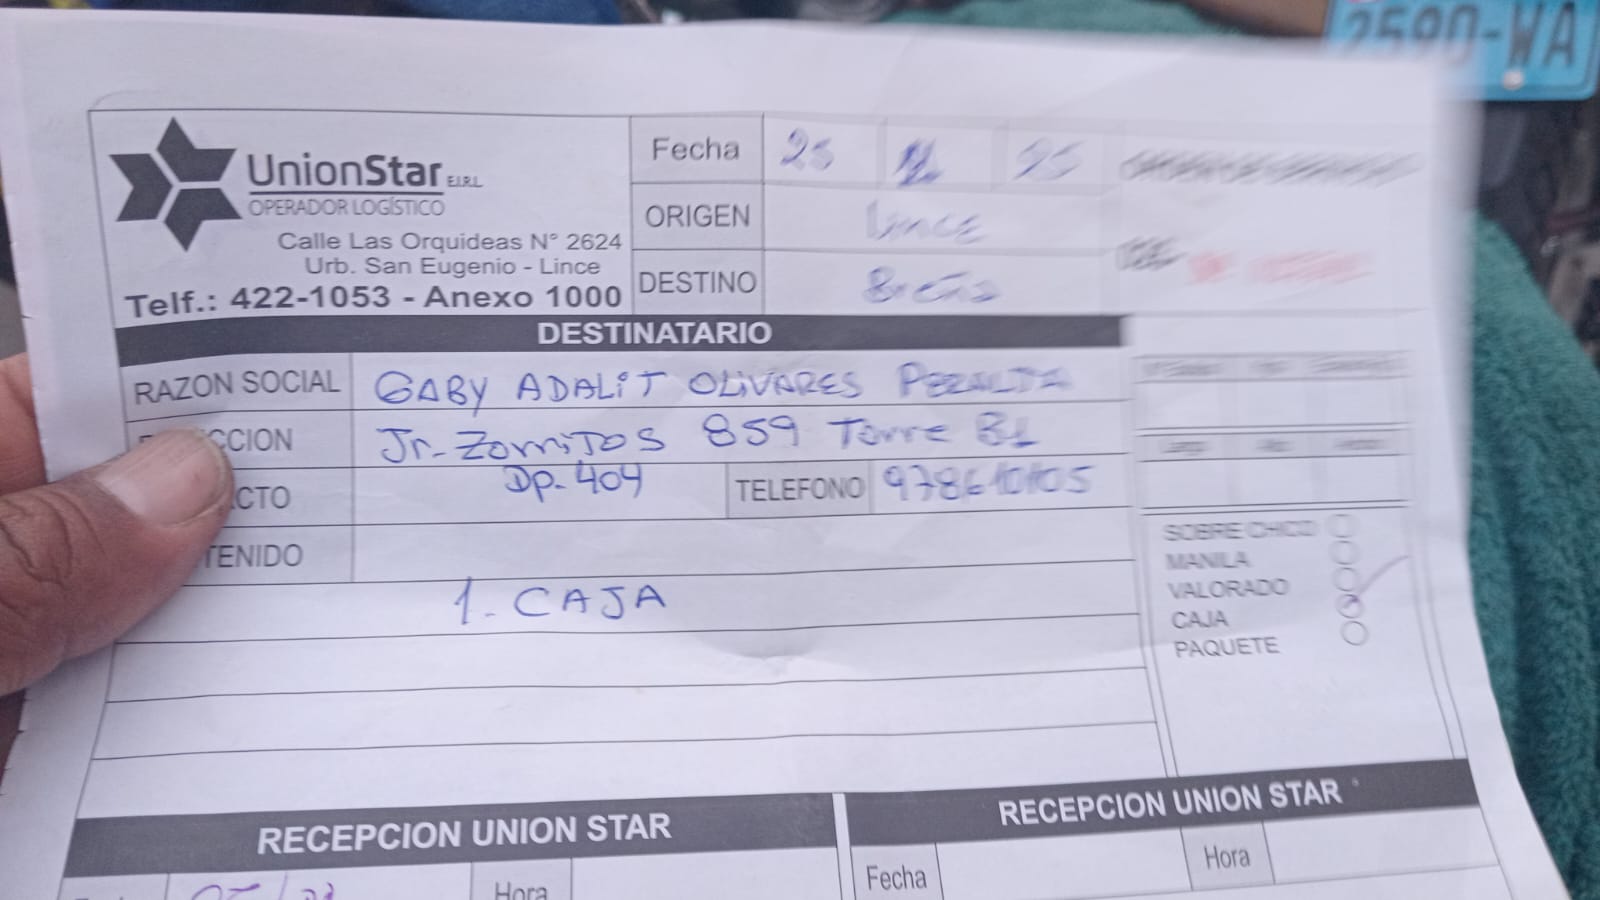 2590-WA
UnionStar E.I.R.L.
OPERADOR LOGÍSTICO
Calle Las Orquideas N° 2624
Urb. San Eugenio - Lince
Telf.: 422-1053 - Anexo 1000
Fecha 25
ORIGEN Lince
DESTINO Breña
DESTINATARIO
RAZON SOCIAL GABY ADALiT OLiVARES PERALTA
CCION Jr. Zorritos 859 Torre B1
CTO Dp. 404 TELEFONO
TENIDO
1. CAJA
SOBRE CHICO
MANILA
VALORADO
CAJA
PAQUETE
RECEPCION UNION STAR
Hora
RECEPCION UNION STAR
Fecha Hora